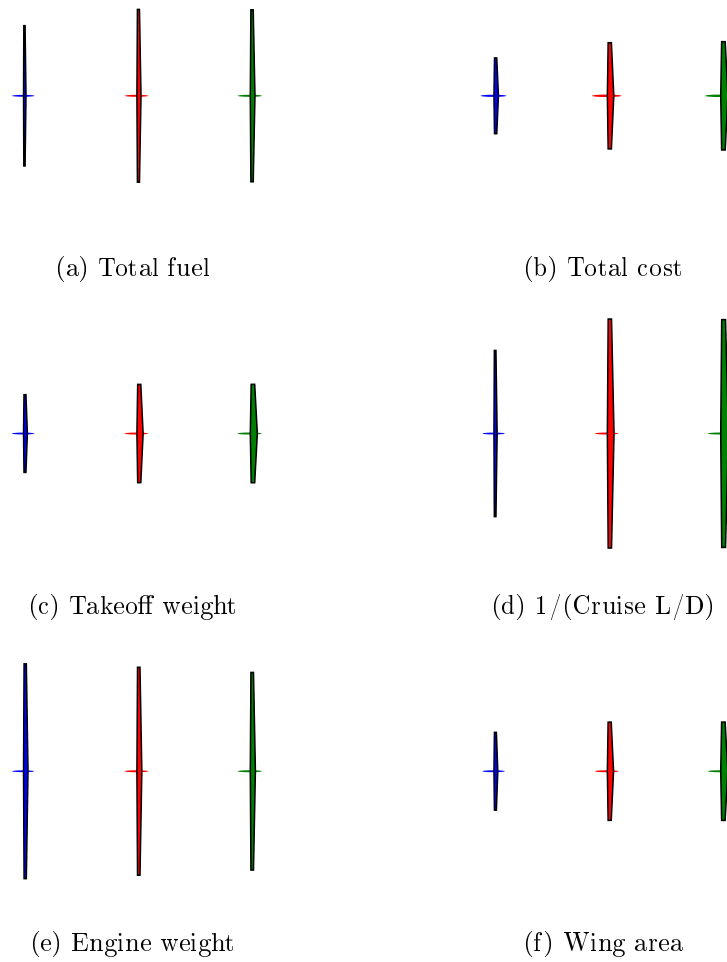 (a) Total fuel
(b) Total cost
(c) Takeoff weight
(d) 1/(Cruise L/D)
(e) Engine weight
(f) Wing area